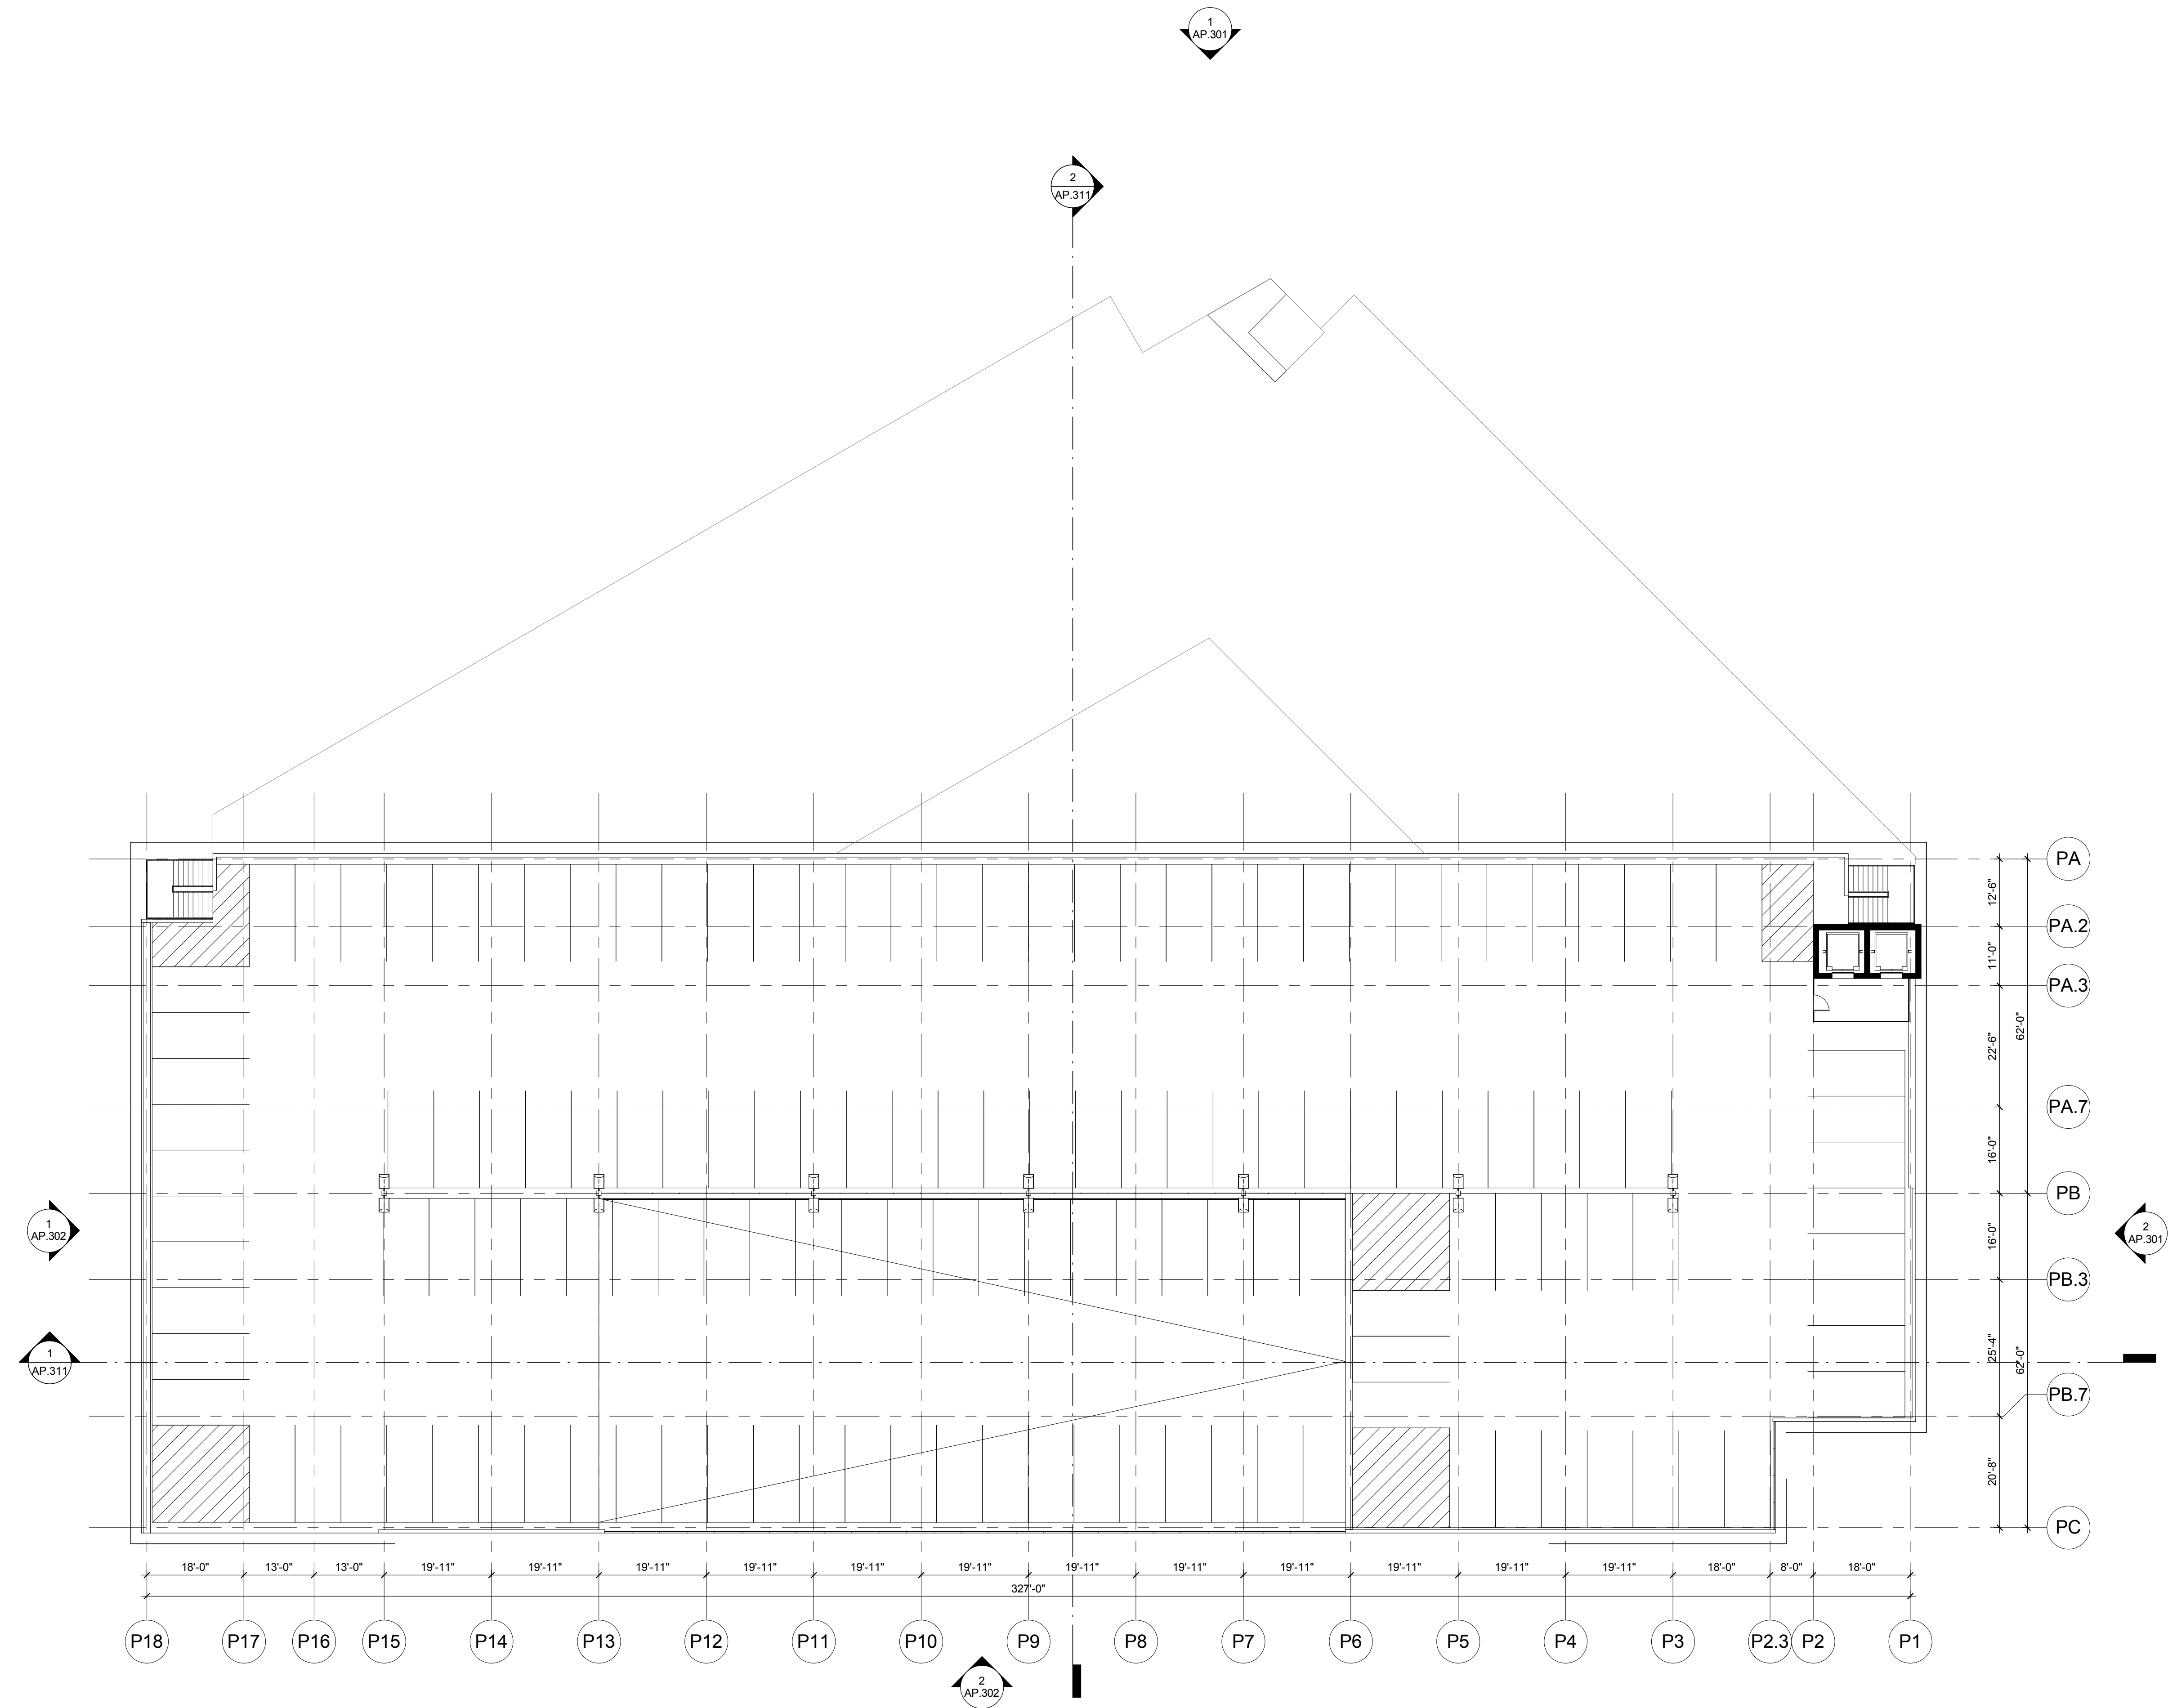 1
AP.301
2
AP.311
PA
12'-6"
PA.2
11'-0"
PA.3
62'-0"
22'-6"
PA.7
16'-0"
PB
1
AP.302
16'-0"
2
AP.301
PB.3
1
AP.311
25'-4"
62'-0"
PB.7
20'-8"
PC
18'-0" 13'-0" 13'-0" 19'-11" 19'-11" 19'-11" 19'-11" 19'-11" 19'-11" 19'-11" 19'-11" 19'-11" 19'-11" 19'-11" 19'-11" 18'-0" 8'-0" 18'-0"
327'-0"
P18 P17 P16 P15 P14 P13 P12 P11 P10 P9 P8 P7 P6 P5 P4 P3 P2.3 P2 P1
2
AP.302